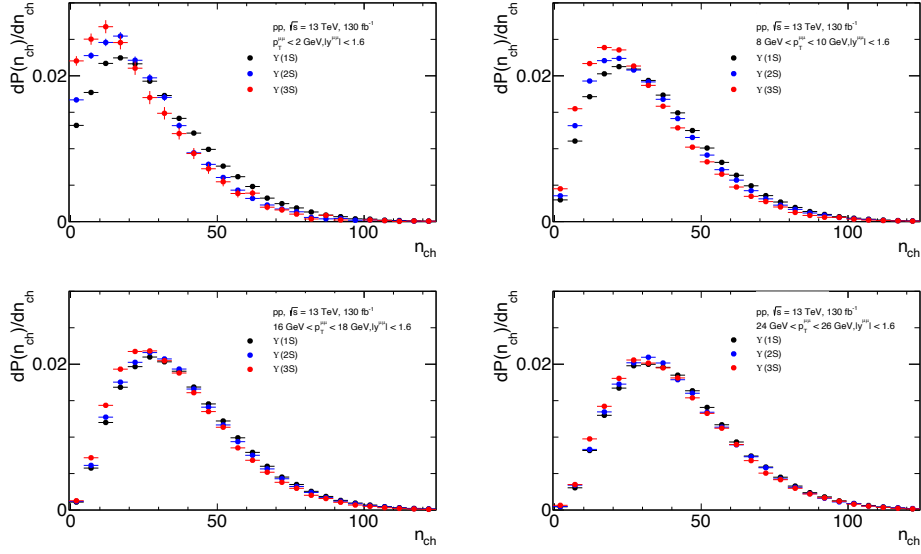 dP(n_ch)/dn_ch
pp, √s = 13 TeV, 130 fb⁻¹
p_T^μμ < 2 GeV,|y^μμ| < 1.6
ϒ(1S)
ϒ(2S)
ϒ(3S)
0.02
0
0 50 100
n_ch
dP(n_ch)/dn_ch
pp, √s = 13 TeV, 130 fb⁻¹
8 GeV < p_T^μμ < 10 GeV,|y^μμ| < 1.6
ϒ(1S)
ϒ(2S)
ϒ(3S)
0.02
0
0 50 100
n_ch
dP(n_ch)/dn_ch
pp, √s = 13 TeV, 130 fb⁻¹
16 GeV < p_T^μμ < 18 GeV,|y^μμ| < 1.6
ϒ(1S)
ϒ(2S)
ϒ(3S)
0.02
0
0 50 100
n_ch
dP(n_ch)/dn_ch
pp, √s = 13 TeV, 130 fb⁻¹
24 GeV < p_T^μμ < 26 GeV,|y^μμ| < 1.6
ϒ(1S)
ϒ(2S)
ϒ(3S)
0.02
0
0 50 100
n_ch